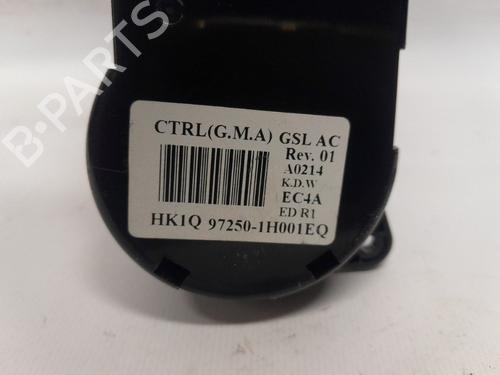 B-PARTS
CTRL(G.M.A) GSL AC
Rev. 01
A0214
K.D.W
EC4A
ED R1
HK1Q 97250-1H001EQ